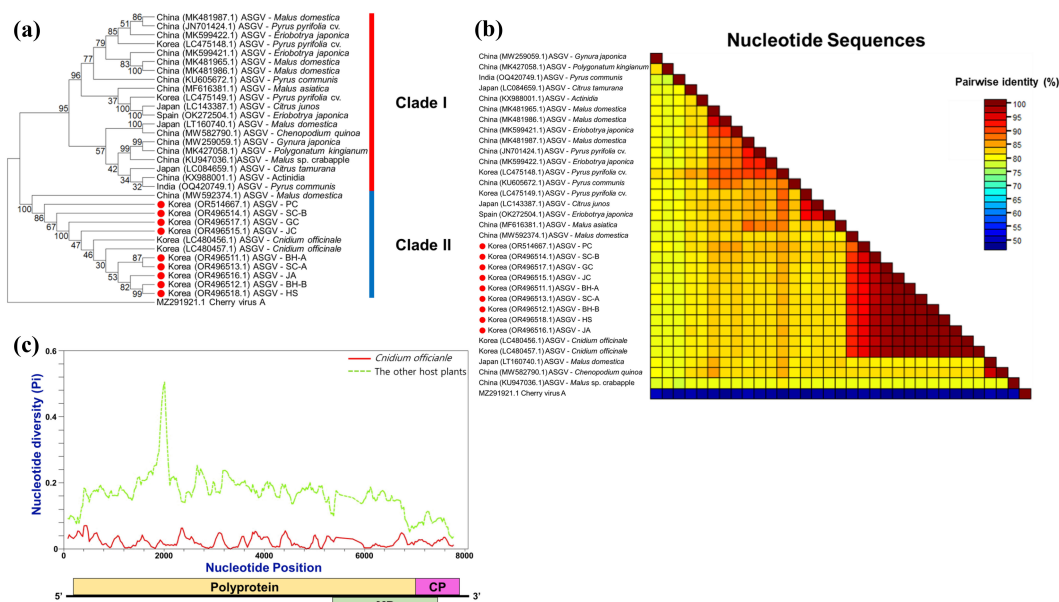 (a)
China (MK481987.1) ASGV - Malus domestica
China (JN701424.1) ASGV - Pyrus pyrifolia cv.
China (MK599422.1) ASGV - Eriobotrya japonica
Korea (LC475148.1) ASGV - Pyrus pyrifolia cv.
China (MK599421.1) ASGV - Eriobotrya japonica
China (MK481965.1) ASGV - Malus domestica
China (MK481986.1) ASGV - Malus domestica
China (KU605672.1) ASGV - Pyrus communis
China (MF616381.1) ASGV - Malus asiatica
Korea (LC475149.1) ASGV - Pyrus pyrifolia cv.
Japan (LC143387.1) ASGV - Citrus junos
Spain (OK272504.1) ASGV - Eriobotrya japonica
Japan (LT160740.1) ASGV - Malus domestica
China (MW582790.1) ASGV - Chenopodium quinoa
China (MW259059.1) ASGV - Gynura japonica
China (MK427058.1) ASGV - Polygonatum kingianum
China (KU947036.1) ASGV - Malus sp. crabapple
Japan (LC084659.1) ASGV - Citrus tamurana
China (KX988001.1) ASGV - Actinidia
India (OQ420749.1) ASGV - Pyrus communis
China (MW592374.1) ASGV - Malus domestica
Korea (OR514667.1) ASGV - PC
Korea (OR496514.1) ASGV - SC-B
Korea (OR496517.1) ASGV - GC
Korea (OR496515.1) ASGV - JC
Korea (LC480456.1) ASGV - Cnidium officinale
Korea (LC480457.1) ASGV - Cnidium officinale
Korea (OR496511.1) ASGV - BH-A
Korea (OR496513.1) ASGV - SC-A
Korea (OR496516.1) ASGV - JA
Korea (OR496512.1) ASGV - BH-B
Korea (OR496518.1) ASGV - HS
MZ291921.1 Cherry virus A
86
51
85
79
77
83
100
96
37
100
95
100
100
57
99
99
42
34
32
100
86
67
100
47
46
30
87
53
82
99
Clade I
Clade II
(b)
Nucleotide Sequences
China (MW259059.1) ASGV - Gynura japonica
China (MK427058.1) ASGV - Polygonatum kingianum
India (OQ420749.1) ASGV - Pyrus communis
Japan (LC084659.1) ASGV - Citrus tamurana
China (KX988001.1) ASGV - Actinidia
China (MK481965.1) ASGV - Malus domestica
China (MK481986.1) ASGV - Malus domestica
China (MK599421.1) ASGV - Eriobotrya japonica
China (MK481987.1) ASGV - Malus domestica
China (JN701424.1) ASGV - Pyrus pyrifolia cv.
China (MK599422.1) ASGV - Eriobotrya japonica
Korea (LC475148.1) ASGV - Pyrus pyrifolia cv.
China (KU605672.1) ASGV - Pyrus communis
Korea (LC475149.1) ASGV - Pyrus pyrifolia cv.
Japan (LC143387.1) ASGV - Citrus junos
Spain (OK272504.1) ASGV - Eriobotrya japonica
China (MF616381.1) ASGV - Malus asiatica
China (MW592374.1) ASGV - Malus domestica
Korea (OR514667.1) ASGV - PC
Korea (OR496514.1) ASGV - SC-B
Korea (OR496517.1) ASGV - GC
Korea (OR496515.1) ASGV - JC
Korea (OR496511.1) ASGV - BH-A
Korea (OR496513.1) ASGV - SC-A
Korea (OR496512.1) ASGV - BH-B
Korea (OR496518.1) ASGV - HS
Korea (OR496516.1) ASGV - JA
Korea (LC480456.1) ASGV - Cnidium officinale
Korea (LC480457.1) ASGV - Cnidium officinale
Japan (LT160740.1) ASGV - Malus domestica
China (MW582790.1) ASGV - Chenopodium quinoa
China (KU947036.1) ASGV - Malus sp. crabapple
MZ291921.1 Cherry virus A
Pairwise identity (%)
100
95
90
85
80
75
70
65
60
55
50
(c)
Cnidium officianle
The other host plants
Nucleotide diversity (Pi)
0.6
0.4
0.2
0
0
2000
4000
6000
8000
Nucleotide Position
Polyprotein
CP
5'
3'